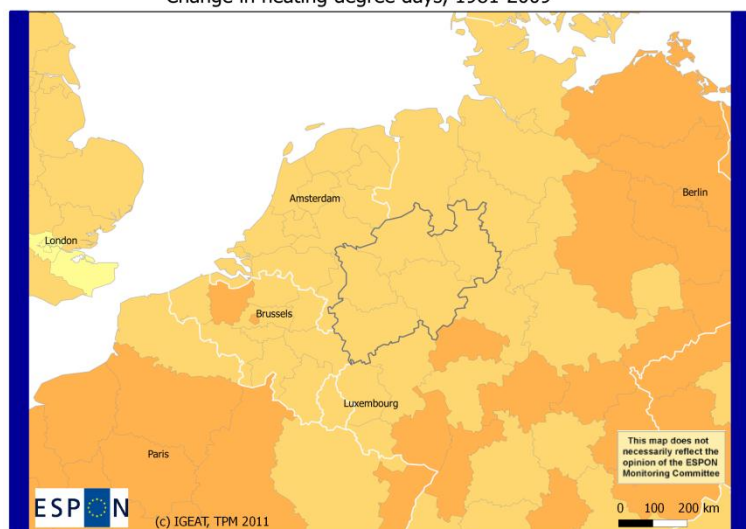 Change in heating degree days, 1981-2009
Amsterdam
Berlin
London
Brussels
Luxembourg
Paris
This map does not
necessarily reflect the
opinion of the ESPON
Monitoring Committee
ESPON
(c) IGEAT, TPM 2011
0 100 200 km